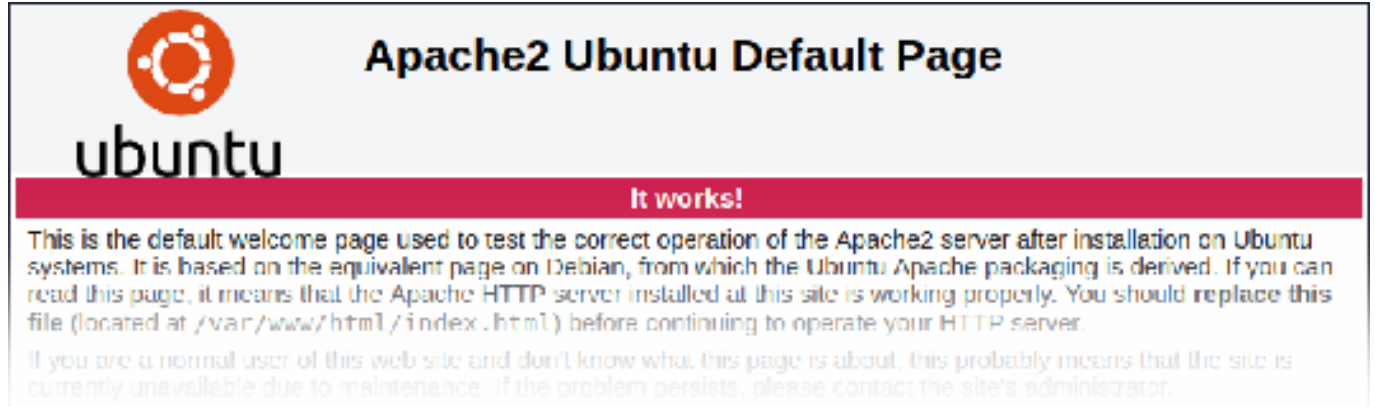 Apache2 Ubuntu Default Page
ubuntu
It works!
This is the default welcome page used to test the correct operation of the Apache2 server after installation on Ubuntu
systems. It is based on the equivalent page on Debian, from which the Ubuntu Apache packaging is derived. If you can
read this page, it means that the Apache HTTP server installed at this site is working properly. You should replace this
file (located at /var/www/html/index.html) before continuing to operate your HTTP server.
If you are a normal user of this web site and don't know what this page is about, this probably means that the site is
currently unavailable due to maintenance. If the problem persists, please contact the site's administrator.